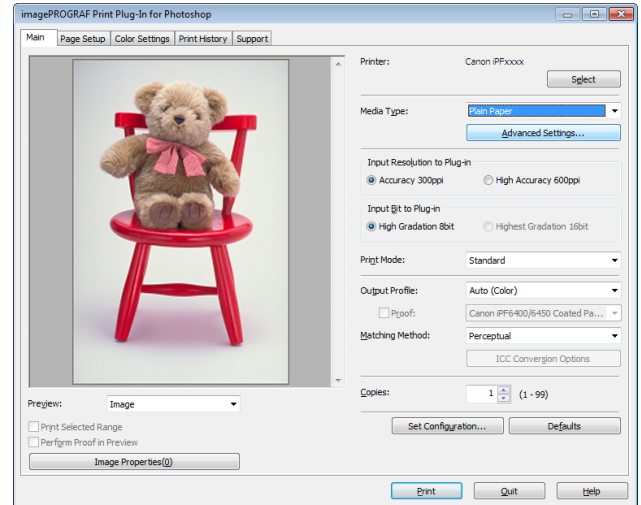 imagePROGRAF Print Plug-In for Photoshop
Main Page Setup Color Settings Print History Support
Printer: Canon iPFxxxx
Select
Media Type: Plain Paper
Advanced Settings...
Input Resolution to Plug-in
Accuracy 300ppi High Accuracy 600ppi
Input Bit to Plug-in
High Gradation 8bit Highest Gradation 16bit
Print Mode: Standard
Output Profile: Auto (Color)
Proof: Canon iPF6400/6450 Coated Pa...
Matching Method: Perceptual
ICC Conversion Options
Copies: 1 (1 - 99)
Preview: Image
Print Selected Range
Perform Proof in Preview
Image Properties(0)
Set Configuration... Defaults
Print Quit Help